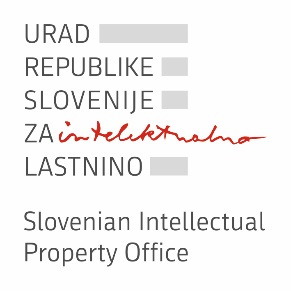 URAD
REPUBLIKE
SLOVENIJE
ZA intelektualno
LASTNINO
Slovenian Intellectual
Property Office